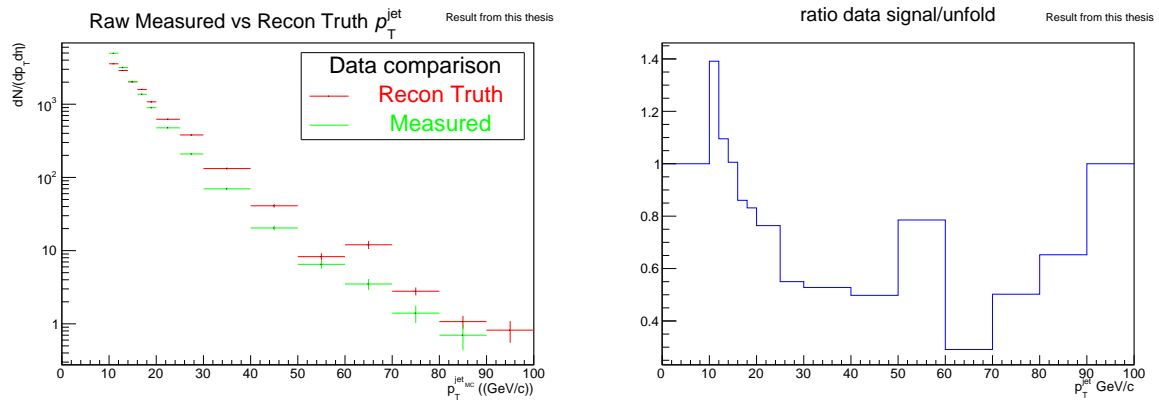 Raw Measured vs Recon Truth p_T^jet
Result from this thesis
dN/(dp_T dη)
10^3
10^2
10
1
Data comparison
Recon Truth
Measured
0 10 20 30 40 50 60 70 80 90 100
p_T^jet_MC ((GeV/c)
ratio data signal/unfold
Result from this thesis
1.4
1.2
1
0.8
0.6
0.4
0 10 20 30 40 50 60 70 80 90 100
p_T^jet GeV/c